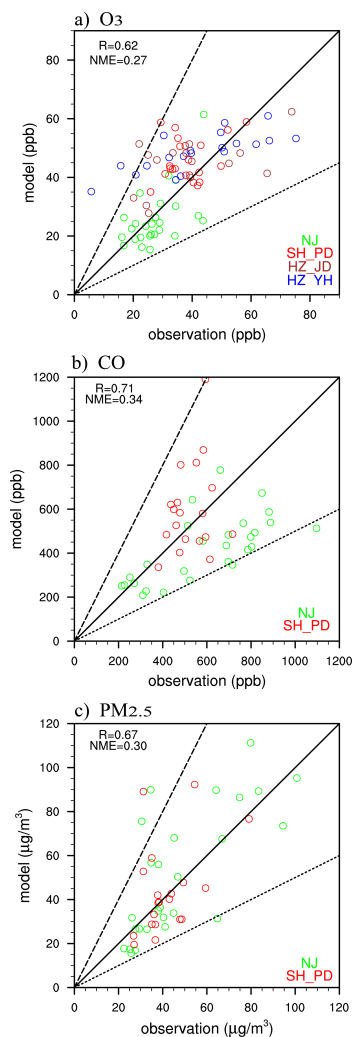 a) O3
R=0.62
NME=0.27
model (ppb)
80
60
40
20
0
NJ
SH_PD
HZ_JD
HZ_YH
0 20 40 60 80
observation (ppb)
b) CO
R=0.71
NME=0.34
model (ppb)
1200
1000
800
600
400
200
0
NJ
SH_PD
0 200 400 600 800 1000 1200
observation (ppb)
c) PM2.5
R=0.67
NME=0.30
model (μg/m³)
120
100
80
60
40
20
0
NJ
SH_PD
0 20 40 60 80 100 120
observation (μg/m³)